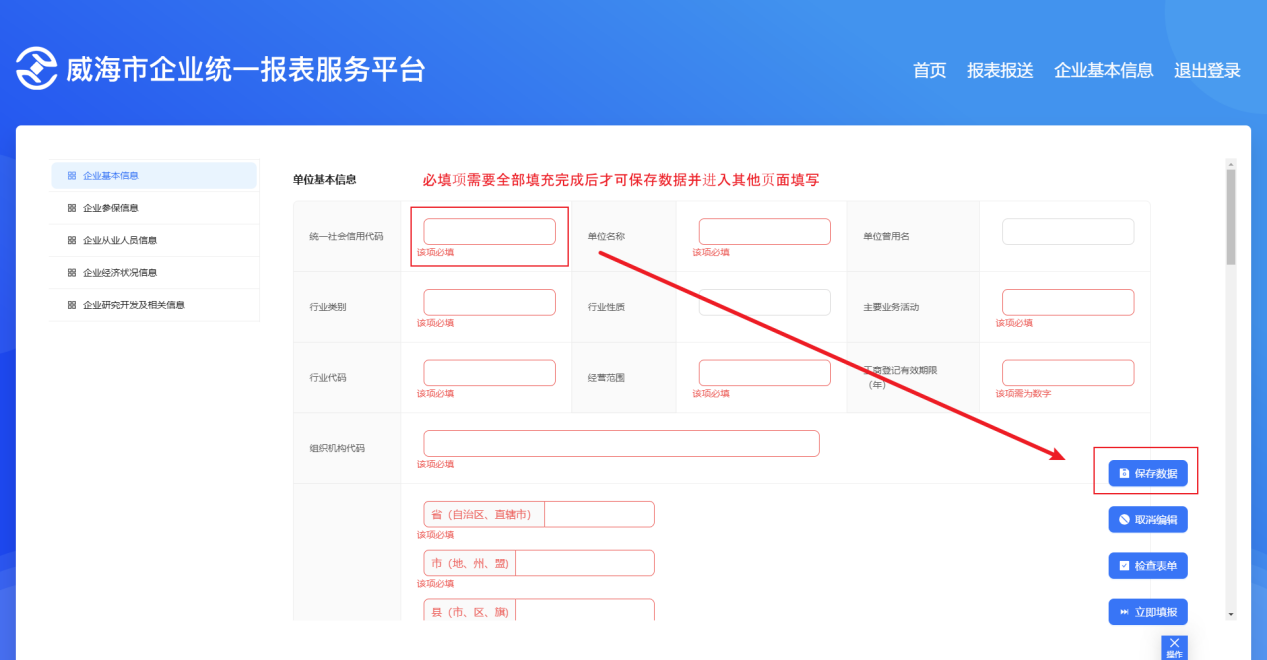 威海市企业统一报表服务平台
首页 报表报送 企业基本信息 退出登录
企业基本信息
企业参保信息
企业从业人员信息
企业经济状况信息
企业研究开发及相关信息
单位基本信息 必填项需要全部填充完成后才可保存数据并进入其他页面填写
统一社会信用代码 单位名称 单位曾用名
该项必填 该项必填
行业类别 行业性质 主要业务活动
该项必填 该项必填
行业代码 经营范围 工商登记有效期限
(年)
该项必填 该项必填 该项需为数字
组织机构代码
该项必填
保存数据
省（自治区、直辖市）
取消编辑
该项必填
市（地、州、盟)
检查表单
该项必填
县（市、区、旗)
立即填报
操作